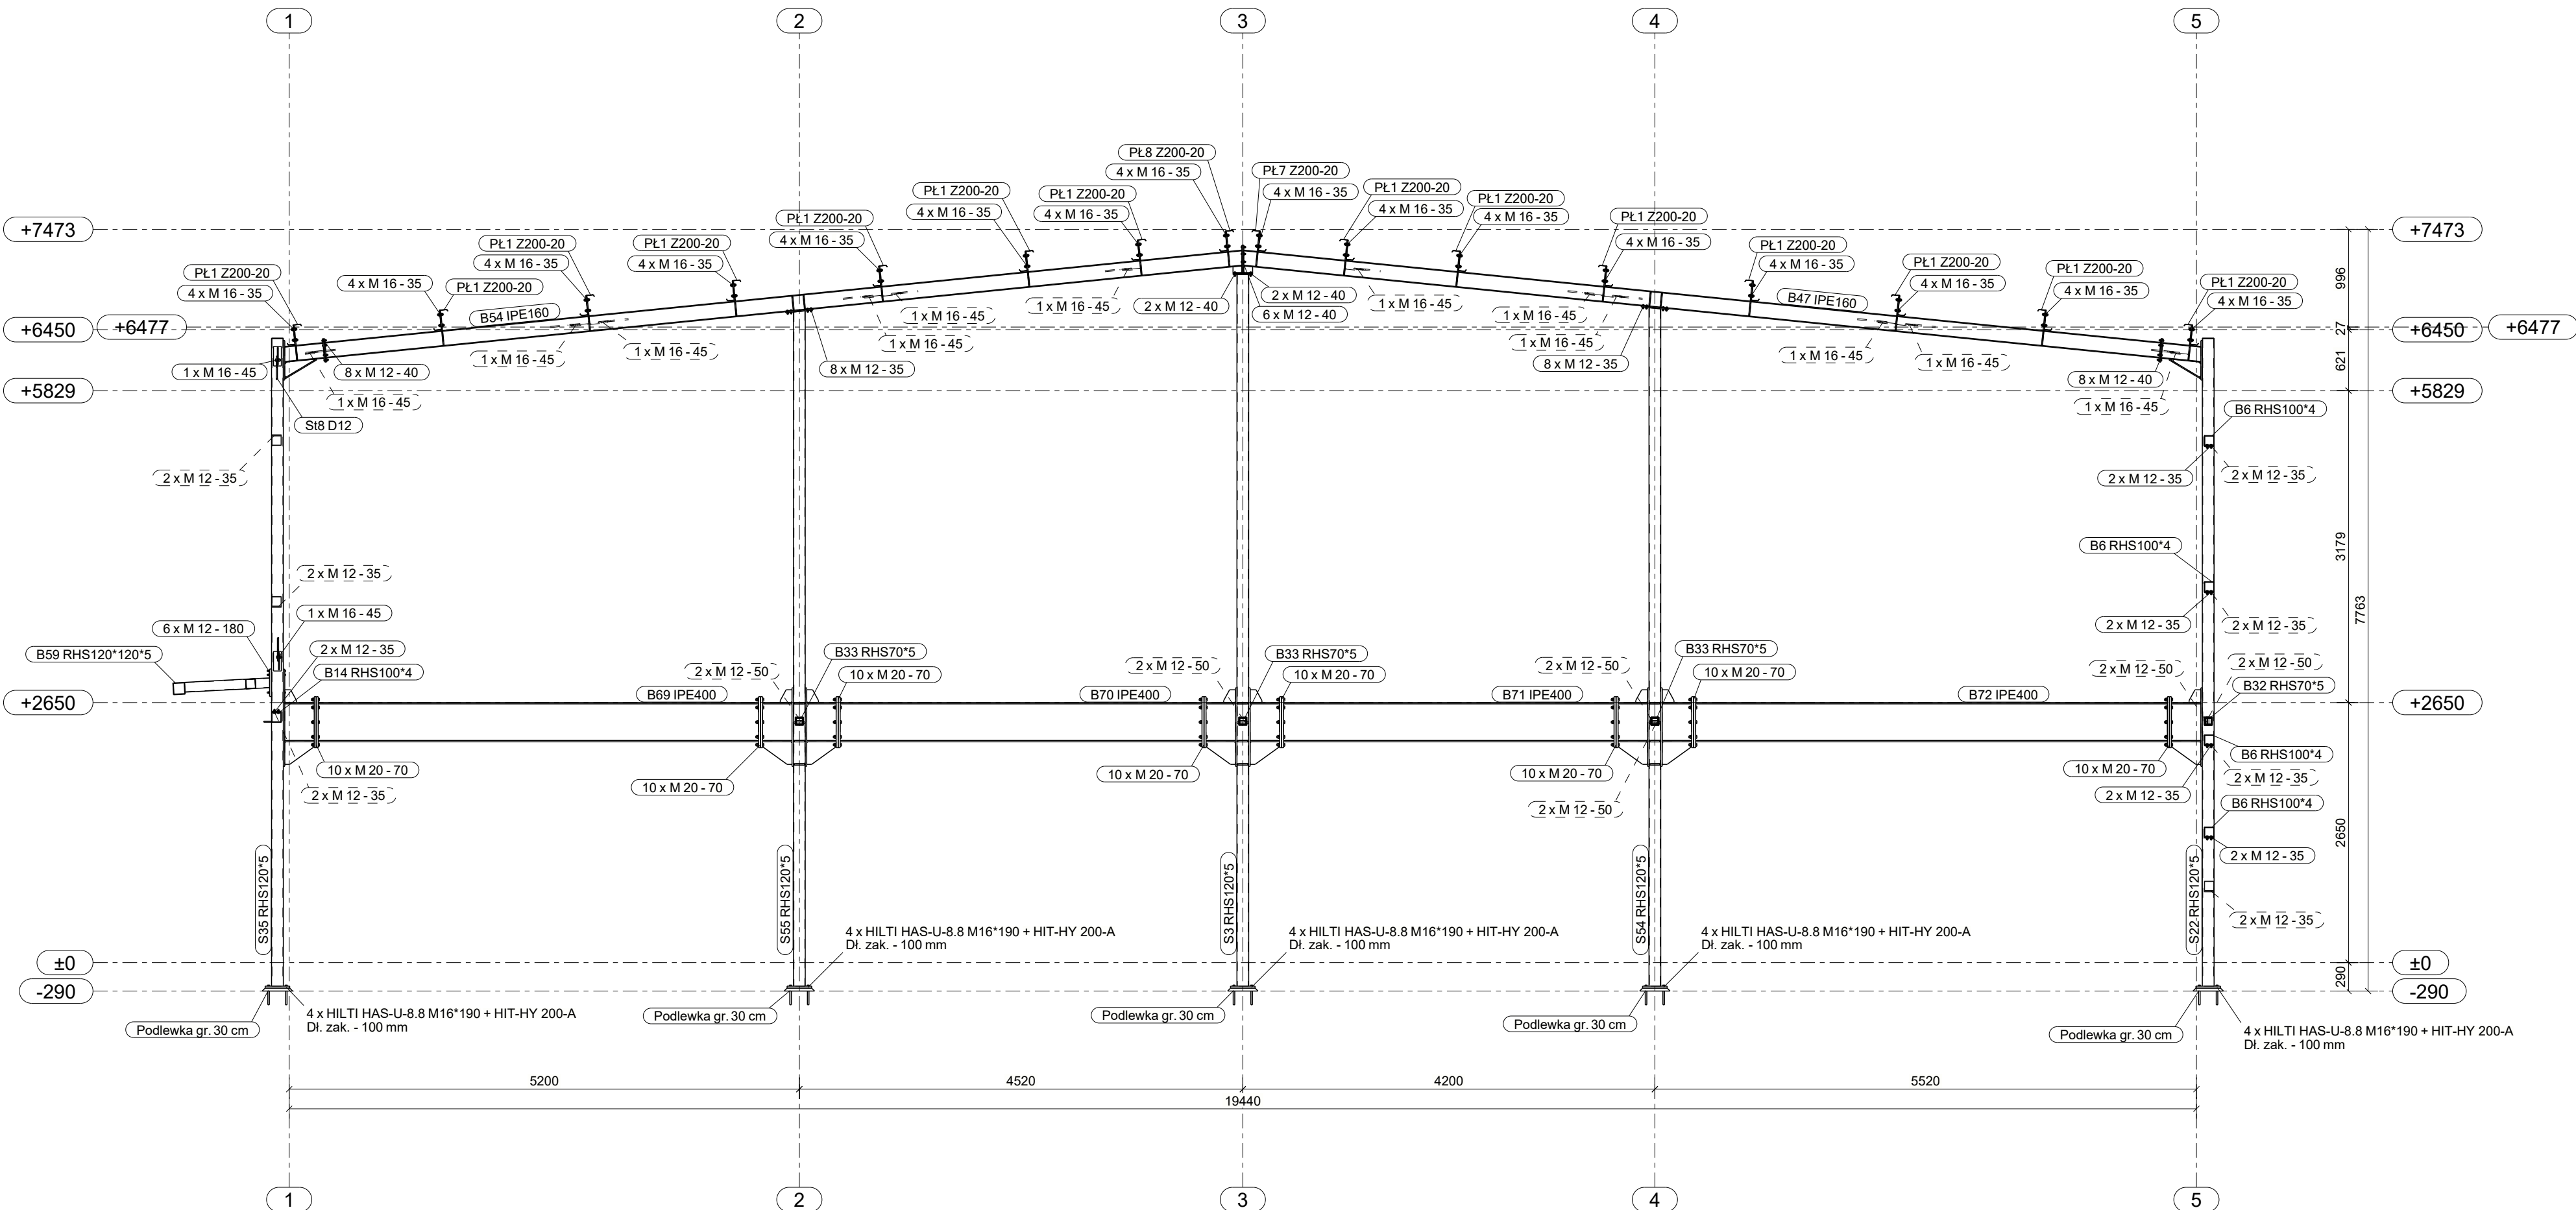 1
2
3
4
5
PŁ8 Z200-20
4 x M 16 - 35
PŁ7 Z200-20
4 x M 16 - 35
PŁ1 Z200-20
4 x M 16 - 35
PŁ1 Z200-20
4 x M 16 - 35
PŁ1 Z200-20
4 x M 16 - 35
PŁ1 Z200-20
4 x M 16 - 35
PŁ1 Z200-20
4 x M 16 - 35
PŁ1 Z200-20
4 x M 16 - 35
+7473
+7473
PŁ1 Z200-20
4 x M 16 - 35
PŁ1 Z200-20
4 x M 16 - 35
PŁ1 Z200-20
4 x M 16 - 35
PŁ1 Z200-20
4 x M 16 - 35
PŁ1 Z200-20
4 x M 16 - 35
4 x M 16 - 35
PŁ1 Z200-20
PŁ1 Z200-20
4 x M 16 - 35
PŁ1 Z200-20
4 x M 16 - 35
996
B54 IPE160
B47 IPE160
1 x M 16 - 45
1 x M 16 - 45
1 x M 16 - 45
2 x M 12 - 40
2 x M 12 - 40
6 x M 12 - 40
1 x M 16 - 45
1 x M 16 - 45
1 x M 16 - 45
+6450
+6477
27
+6450
+6477
1 x M 16 - 45
1 x M 16 - 45
1 x M 16 - 45
1 x M 16 - 45
1 x M 16 - 45
8 x M 12 - 40
1 x M 16 - 45
8 x M 12 - 35
8 x M 12 - 35
8 x M 12 - 40
1 x M 16 - 45
621
+5829
+5829
St8 D12
B6 RHS100*4
2 x M 12 - 35
2 x M 12 - 35
2 x M 12 - 35
3179
B6 RHS100*4
2 x M 12 - 35
2 x M 12 - 35
2 x M 12 - 35
7763
1 x M 16 - 45
6 x M 12 - 180
B59 RHS120*120*5
2 x M 12 - 35
B14 RHS100*4
2 x M 12 - 50
B33 RHS70*5
10 x M 20 - 70
2 x M 12 - 50
B33 RHS70*5
10 x M 20 - 70
2 x M 12 - 50
B33 RHS70*5
10 x M 20 - 70
2 x M 12 - 50
2 x M 12 - 50
B32 RHS70*5
B69 IPE400
B70 IPE400
B71 IPE400
B72 IPE400
+2650
+2650
10 x M 20 - 70
2 x M 12 - 35
10 x M 20 - 70
10 x M 20 - 70
10 x M 20 - 70
2 x M 12 - 50
10 x M 20 - 70
B6 RHS100*4
2 x M 12 - 35
2 x M 12 - 35
B6 RHS100*4
2 x M 12 - 35
2650
2 x M 12 - 35
S35 RHS120*5
S55 RHS120*5
S3 RHS120*5
S54 RHS120*5
S22 RHS120*5
4 x HILTI HAS-U-8.8 M16*190 + HIT-HY 200-A
Dł. zak. - 100 mm
4 x HILTI HAS-U-8.8 M16*190 + HIT-HY 200-A
Dł. zak. - 100 mm
4 x HILTI HAS-U-8.8 M16*190 + HIT-HY 200-A
Dł. zak. - 100 mm
±0
±0
290
-290
-290
Podlewka gr. 30 cm
4 x HILTI HAS-U-8.8 M16*190 + HIT-HY 200-A
Dł. zak. - 100 mm
Podlewka gr. 30 cm
Podlewka gr. 30 cm
Podlewka gr. 30 cm
Podlewka gr. 30 cm
4 x HILTI HAS-U-8.8 M16*190 + HIT-HY 200-A
Dł. zak. - 100 mm
5200
4520
4200
5520
19440
1
2
3
4
5